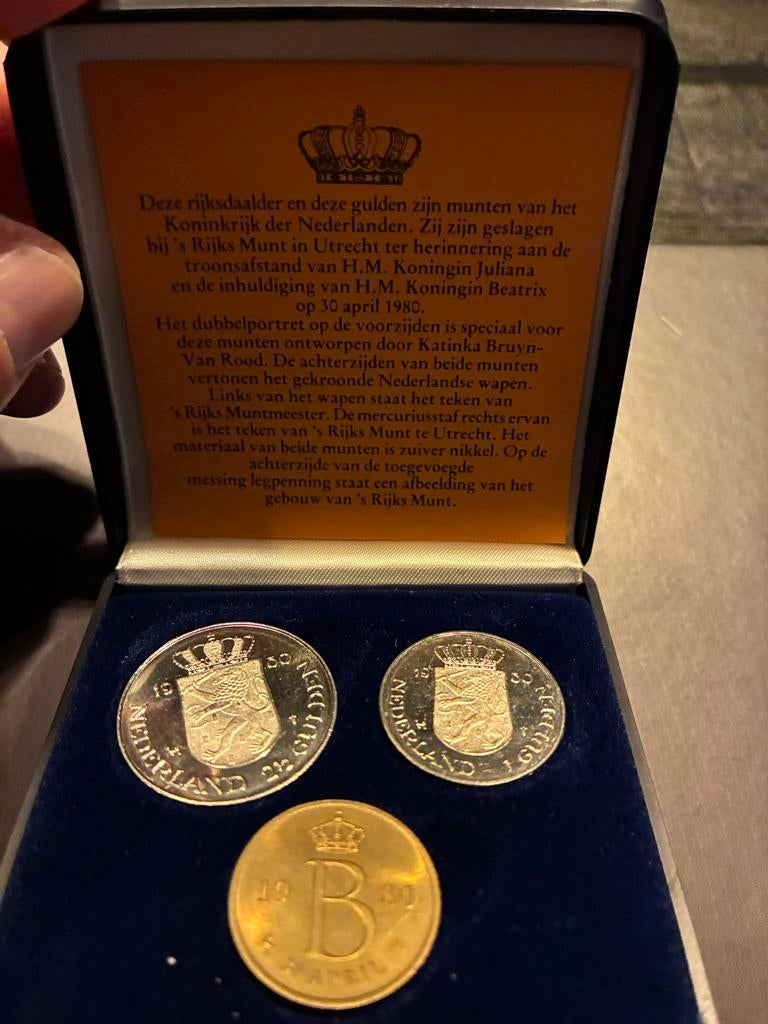 Deze rijksdaalder en deze gulden zijn munten van het
Koninkrijk der Nederlanden. Zij zijn geslagen
bij 's Rijks Munt in Utrecht ter herinnering aan de
troonsafstand van H.M. Koningin Juliana
en de inhuldiging van H.M. Koningin Beatrix
op 30 april 1980.
Het dubbelportret op de voorzijden is speciaal voor
deze munten ontworpen door Katinka Bruyn-
Van Rood. De achterzijden van beide munten
vertonen het gekroonde Nederlandse wapen.
Links van het wapen staat het teken van
's Rijks Muntmeester. De mercuriusstaf rechts ervan
is het teken van 's Rijks Munt te Utrecht. Het
materiaal van beide munten is zuiver nikkel. Op de
achterzijde van de toegevoegde
messing legpenning staat een afbeelding van het
gebouw van 's Rijks Munt.
19 80
NEDERLAND 2½ GULDEN
19 80
NEDERLAND - 1 GULDEN
19 B 80
30 APRIL